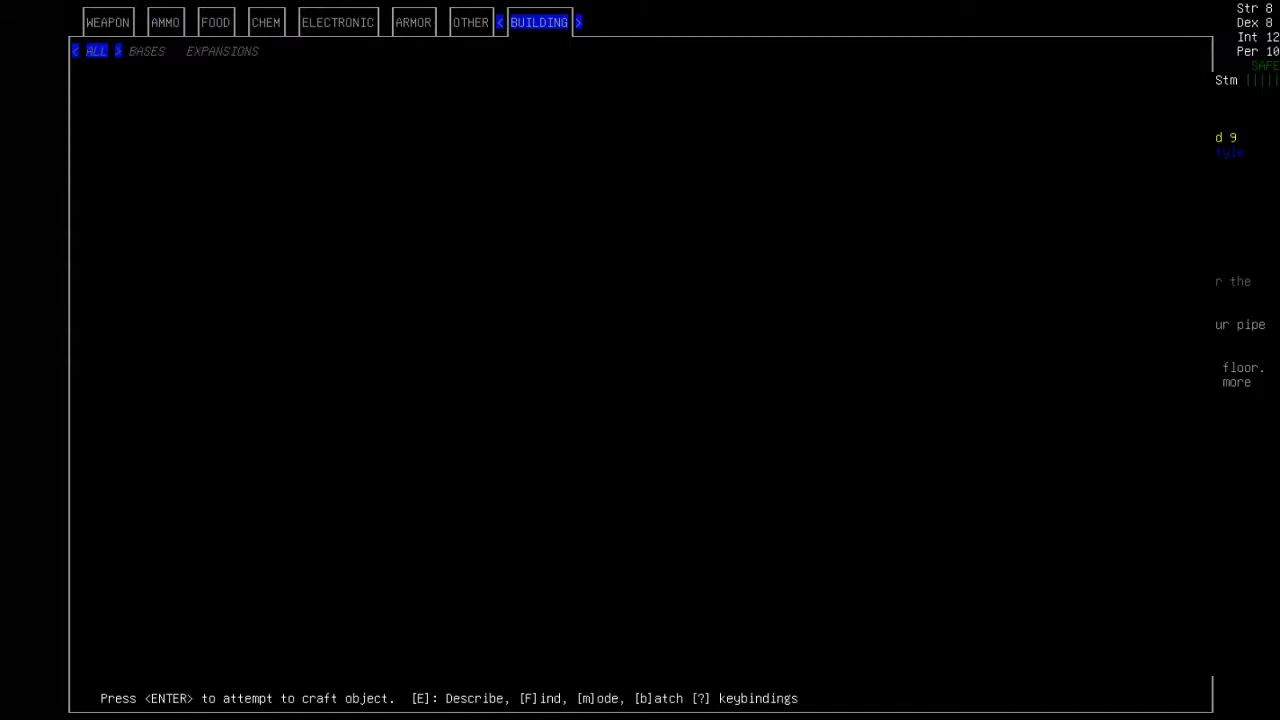 WEAPON AMMO FOOD CHEM ELECTRONIC ARMOR OTHER < BUILDING >
< ALL > BASES EXPANSIONS
Str 8
Dex 8
Int 12
Per 10
SAFE
Stm |||||
d 9
tyle
r the
ur pipe
floor.
more
Press <ENTER> to attempt to craft object. [E]: Describe, [F]ind, [m]ode, [b]atch [?] keybindings